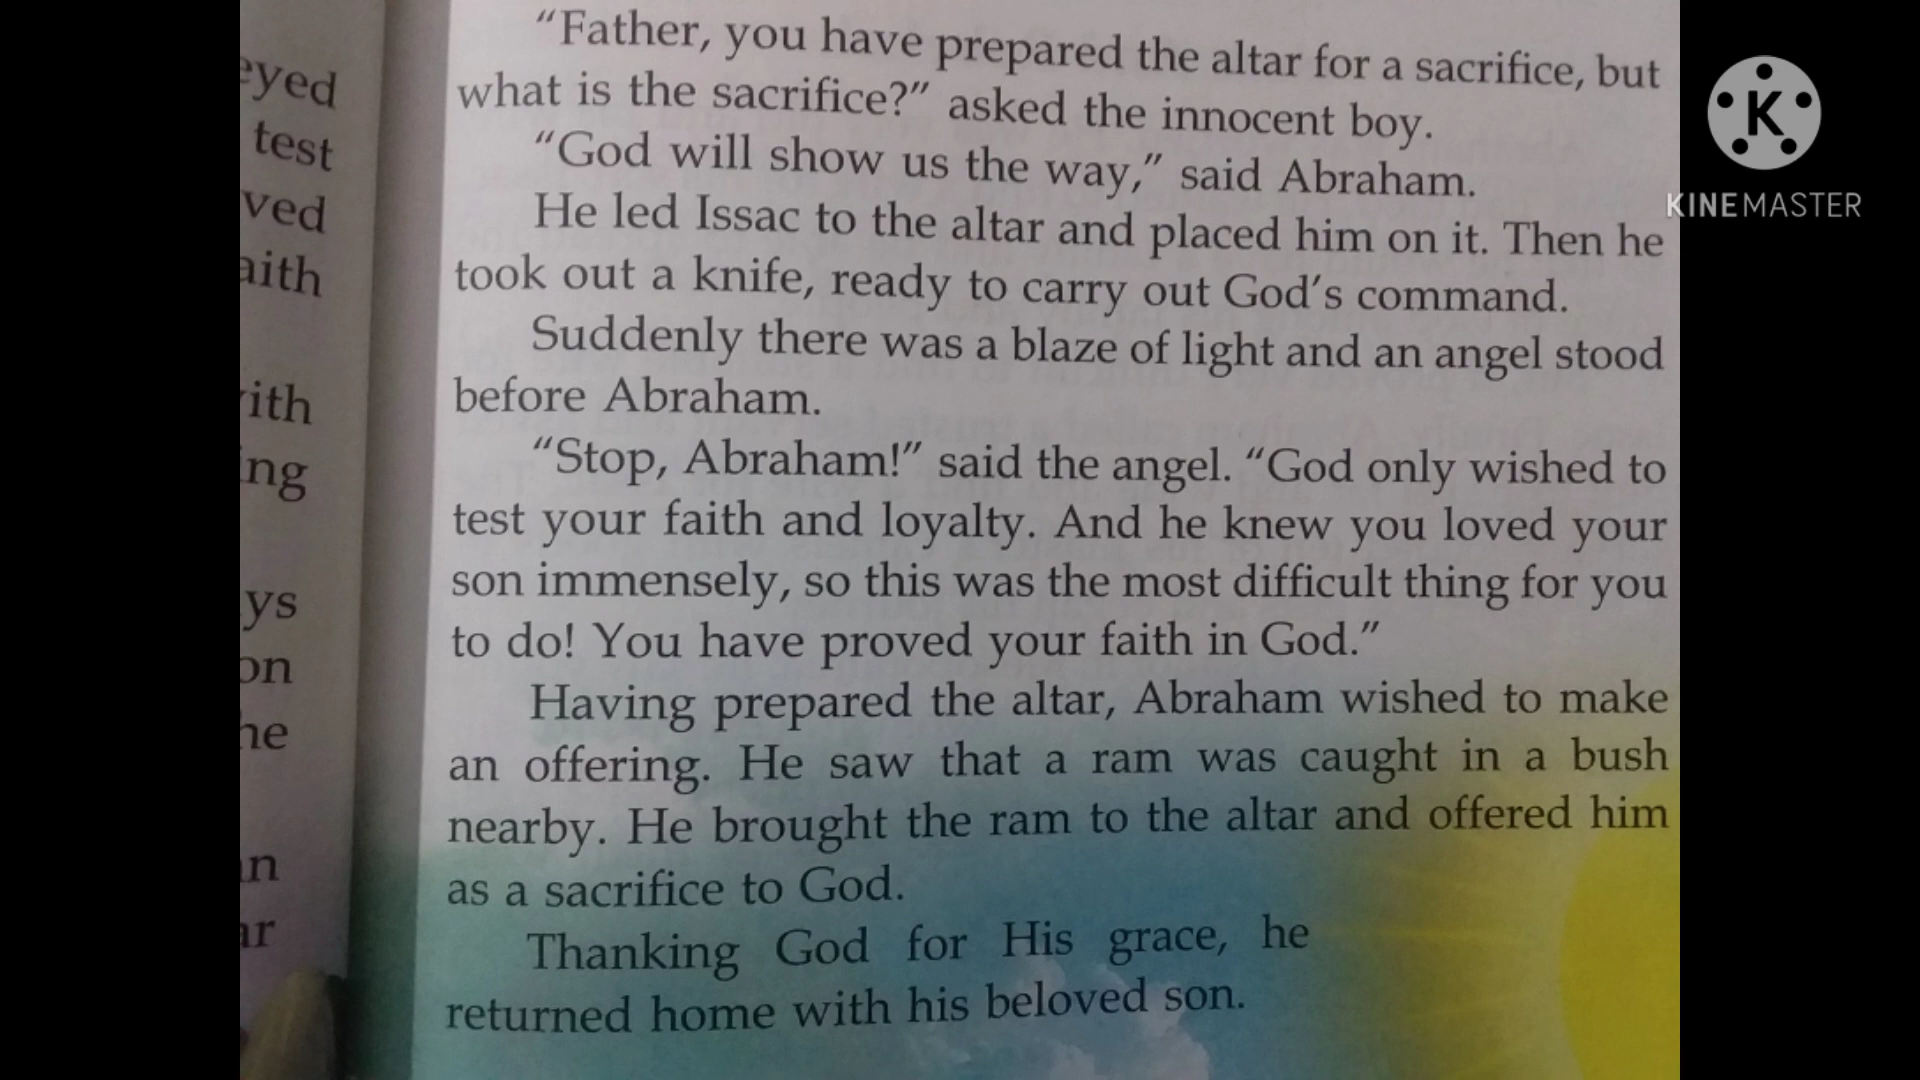 eyed
test
ved
aith
ith
ing
ys
on
he
an
ar
“Father, you have prepared the altar for a sacrifice, but
what is the sacrifice?” asked the innocent boy.
“God will show us the way,” said Abraham.
He led Issac to the altar and placed him on it. Then he
took out a knife, ready to carry out God’s command.
Suddenly there was a blaze of light and an angel stood
before Abraham.
“Stop, Abraham!” said the angel. “God only wished to
test your faith and loyalty. And he knew you loved your
son immensely, so this was the most difficult thing for you
to do! You have proved your faith in God.”
Having prepared the altar, Abraham wished to make
an offering. He saw that a ram was caught in a bush
nearby. He brought the ram to the altar and offered him
as a sacrifice to God.
Thanking God for His grace, he
returned home with his beloved son.
K
KINEMASTER